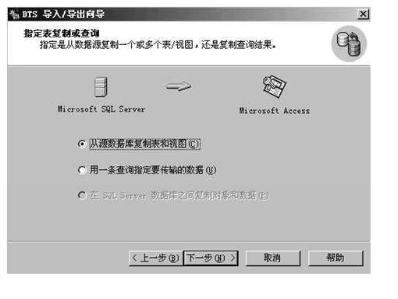 DTS 导入/导出向导
指定表复制或查询
指定是从数据源复制一个或多个表/视图，还是复制查询结果。
Microsoft SQL Server
Microsoft Access
从源数据库复制表和视图(C)
用一条查询指定要传输的数据(U)
在 SQL Server 数据库之间复制对象和数据(P)
< 上一步(B) 下一步(N) > 取消 帮助